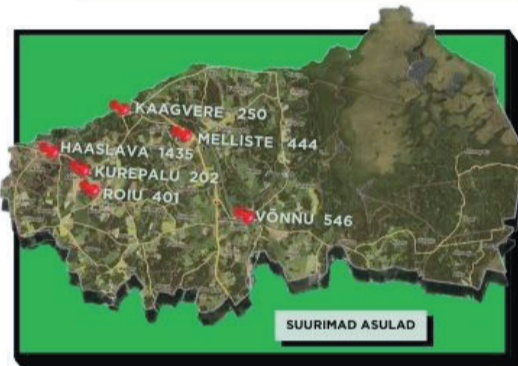 KAAGVERE 250
MELLISTE 444
HAASLAVA 1435
KUREPALU 202
ROIU 401
VÕNNU 546
SUURIMAD ASULAD